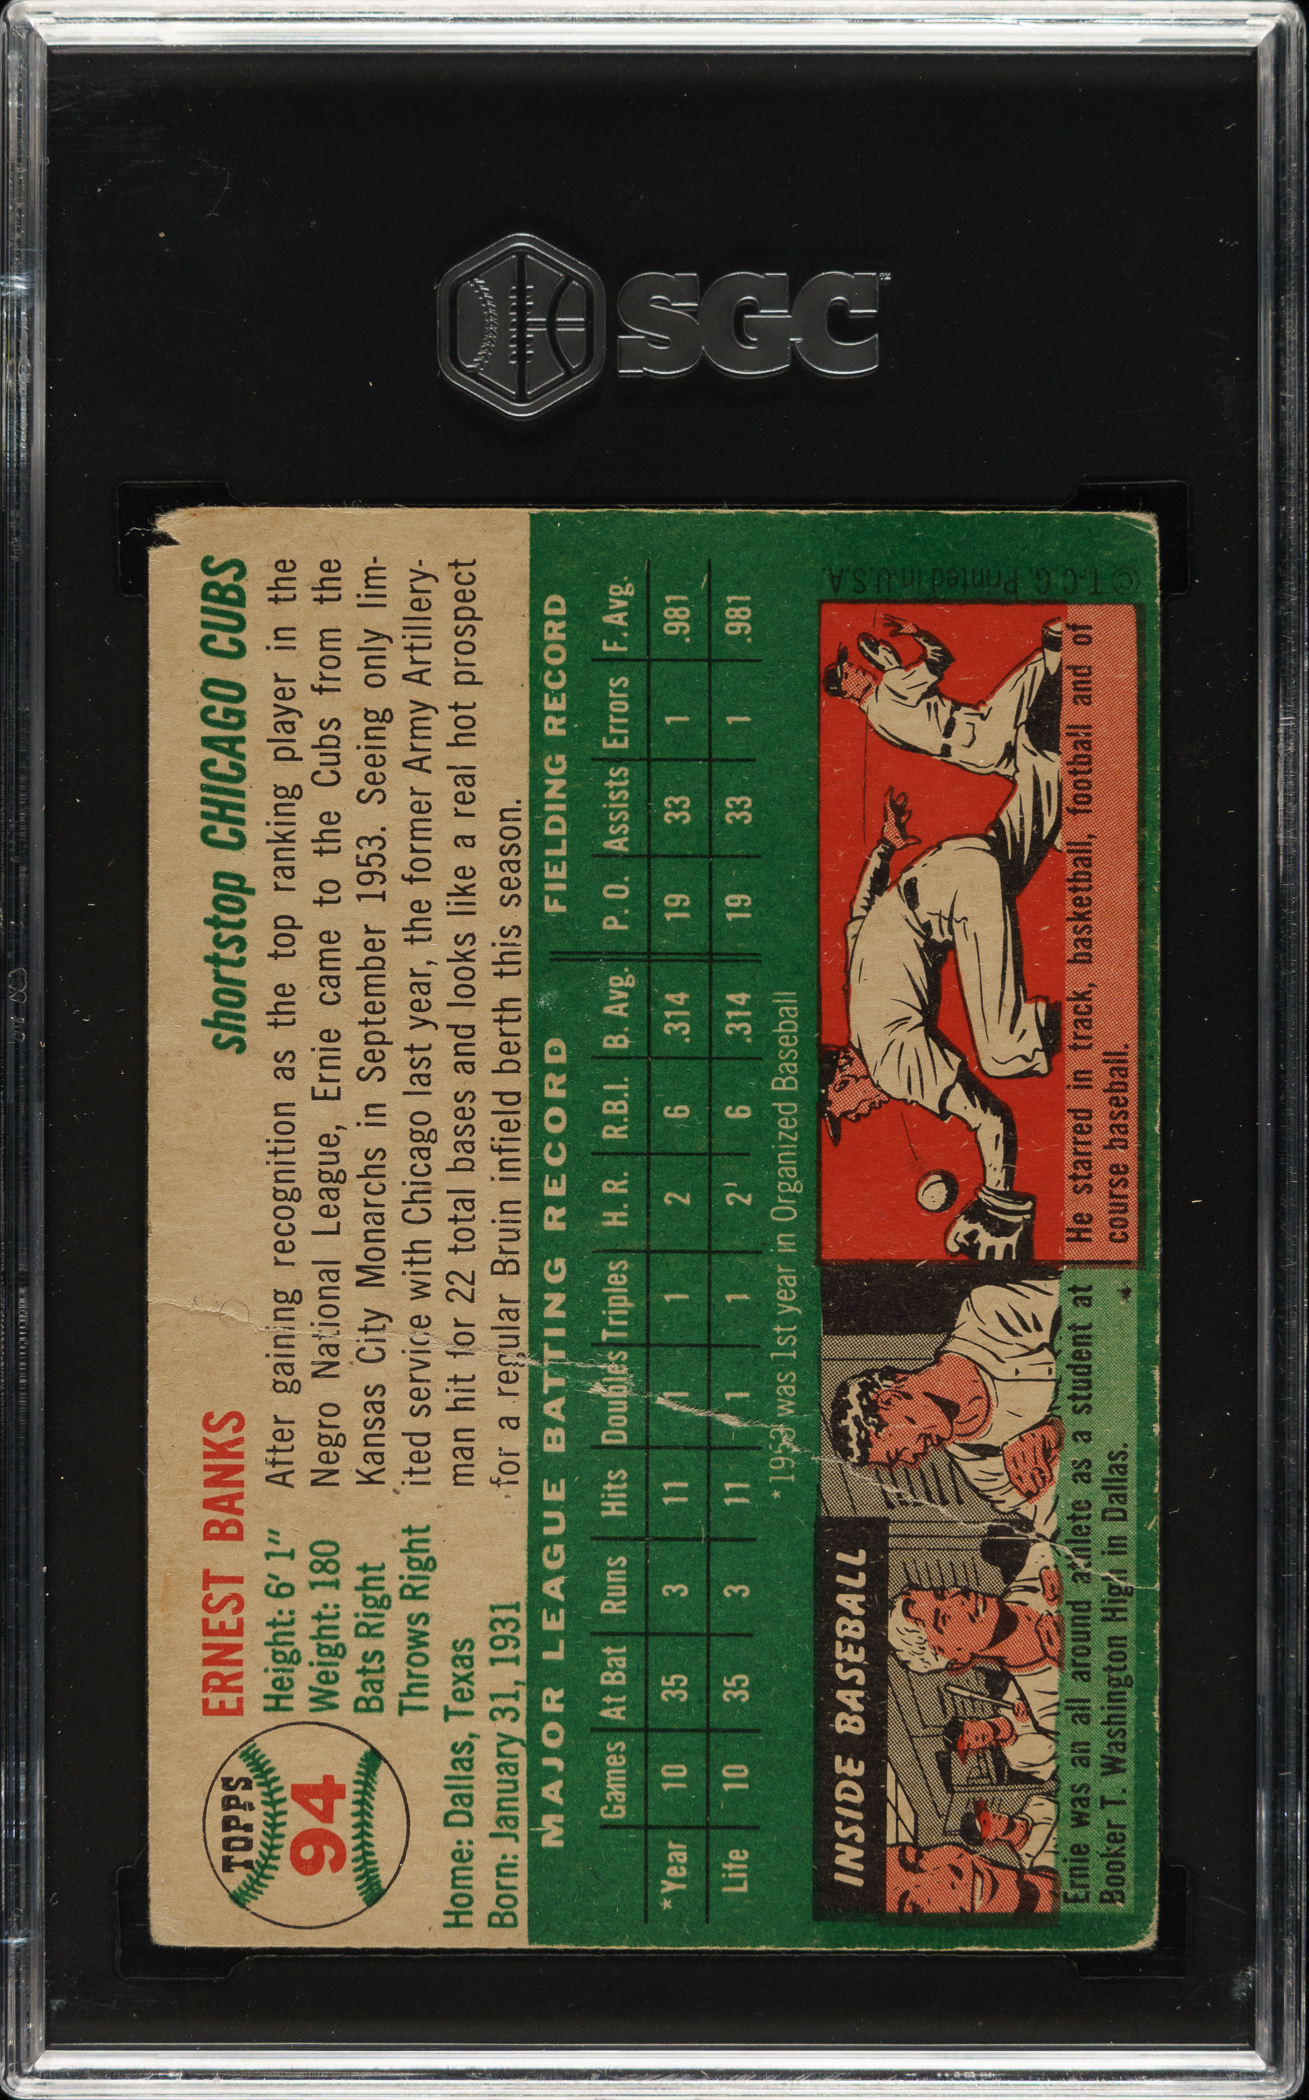 SGC
TOPPS
94
ERNEST BANKS
shortstop CHICAGO CUBS
Height: 6' 1"
Weight: 180
Bats Right
Throws Right
Home: Dallas, Texas
Born: January 31, 1931
After gaining recognition as the top ranking player in the
Negro National League, Ernie came to the Cubs from the
Kansas City Monarchs in September 1953. Seeing only lim-
ited service with Chicago last year, the former Army Artillery-
man hit for 22 total bases and looks like a real hot prospect
for a regular Bruin infield berth this season.
MAJOR LEAGUE BATTING RECORD FIELDING RECORD
Games At Bat Runs Hits Doubles Triples H. R. R.B.I. B. Avg. P. O. Assists Errors F. Avg.
*Year 10 35 3 11 1 1 2 6 .314 19 33 1 .981
Life 10 35 3 11 1 1 2 6 .314 19 33 1 .981
*1953 was 1st year in Organized Baseball
INSIDE BASEBALL
Ernie was an all around athlete as a student at
Booker T. Washington High in Dallas.
He starred in track, basketball, football and of
course baseball.
© T.C.G. Printed in U.S.A.